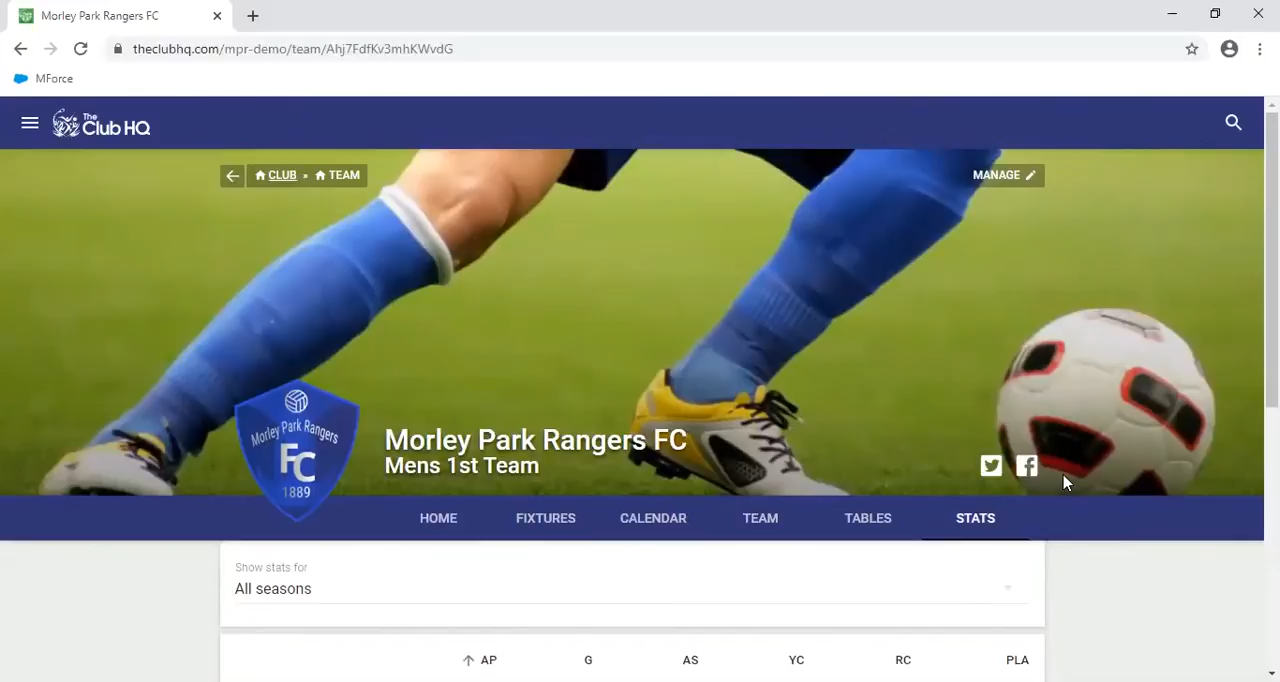 Morley Park Rangers FC
theclubhq.com/mpr-demo/team/Ahj7FdfKv3mhKWvdG
MForce
The Club HQ
CLUB » TEAM
MANAGE
Morley Park Rangers
FC
1889
Morley Park Rangers FC
Mens 1st Team
HOME FIXTURES CALENDAR TEAM TABLES STATS
Show stats for
All seasons
AP G AS YC RC PLA